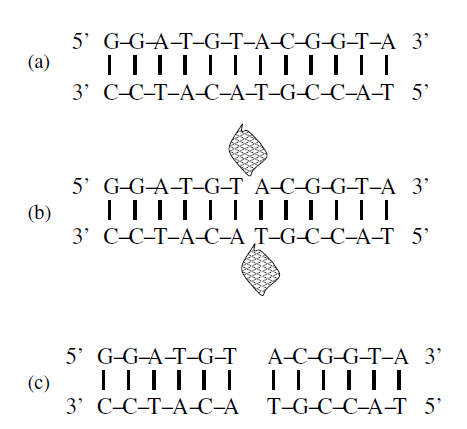 5’ G-G-A-T-G-T-A-C-G-G-T-A 3’
(a)
3’ C-C-T-A-C-A-T-G-C-C-A-T 5’
5’ G-G-A-T-G-T A-C-G-G-T-A 3’
(b)
3’ C-C-T-A-C-A T-G-C-C-A-T 5’
5’ G-G-A-T-G-T A-C-G-G-T-A 3’
(c)
3’ C-C-T-A-C-A T-G-C-C-A-T 5’